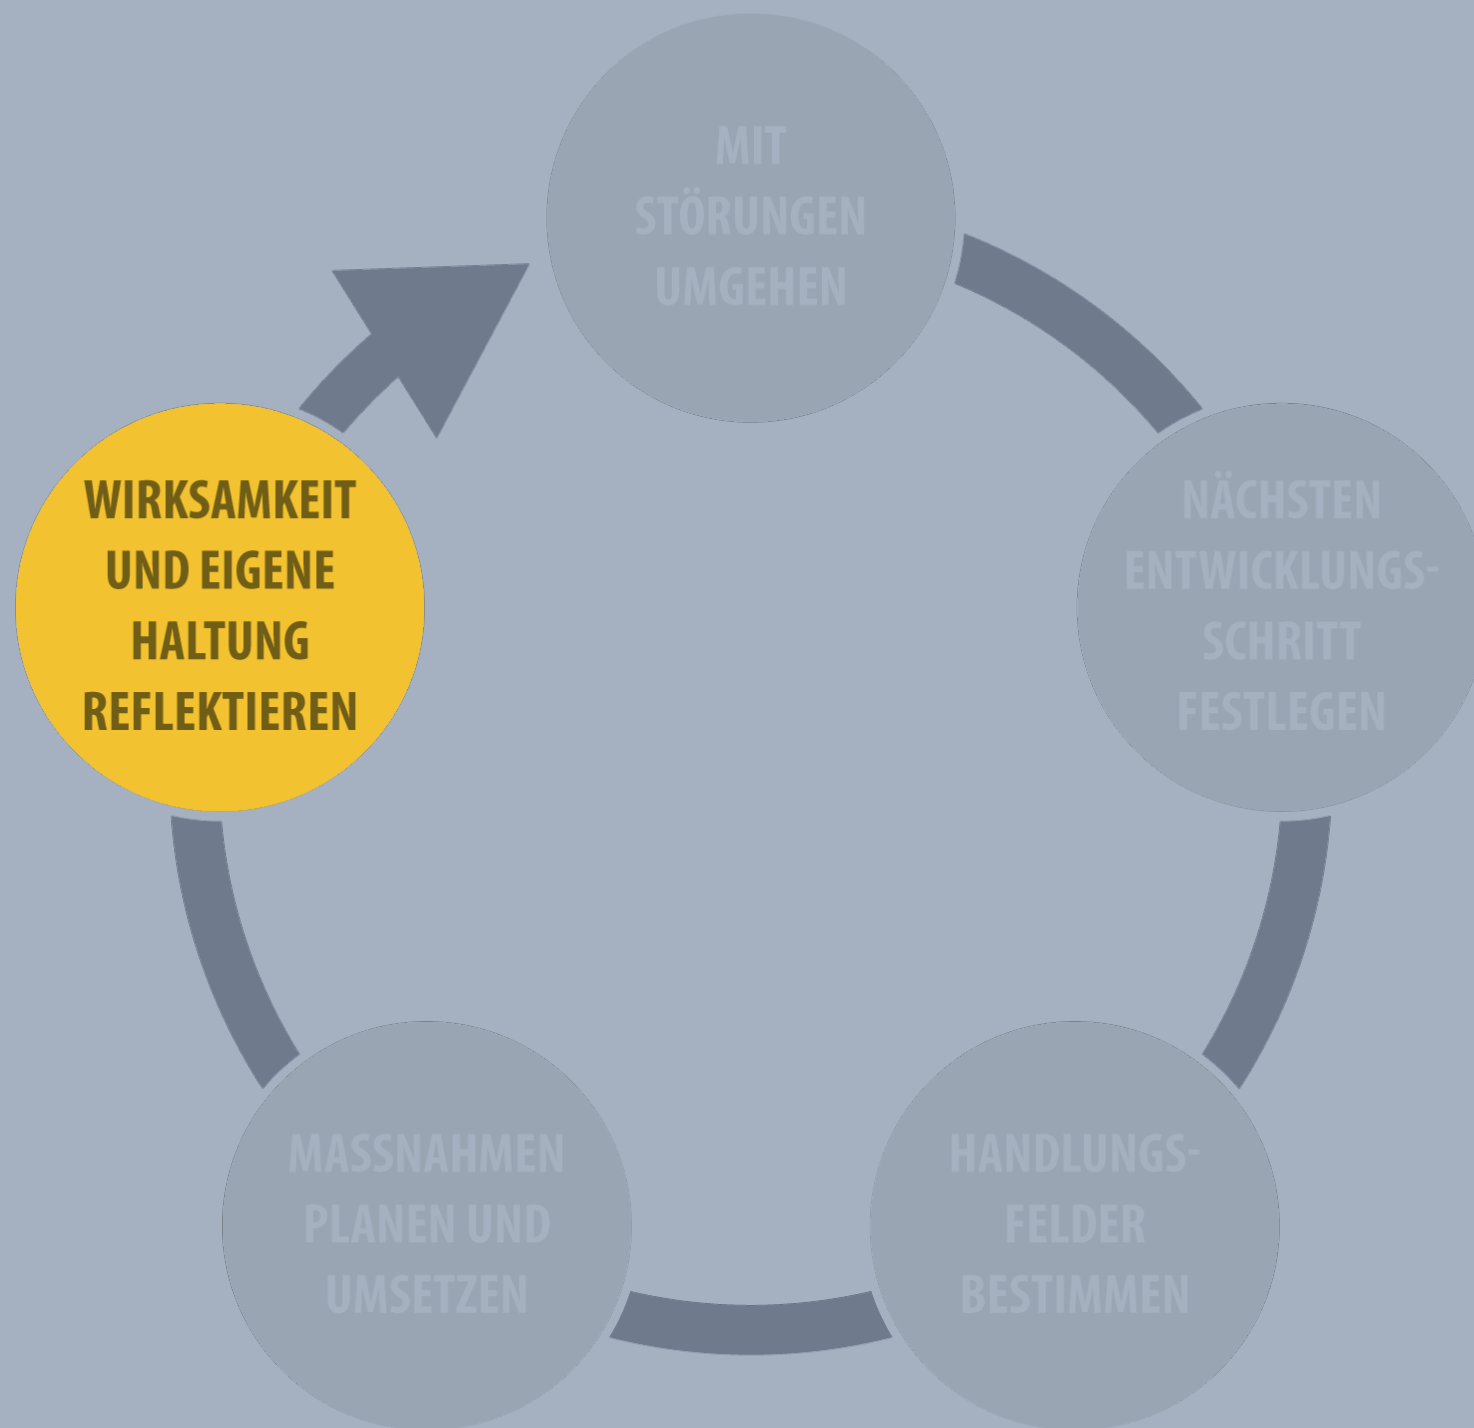 MIT
STÖRUNGEN
UMGEHEN
NÄCHSTEN
ENTWICKLUNGS-
SCHRITT
FESTLEGEN
HANDLUNGS-
FELDER
BESTIMMEN
MASSNAHMEN
PLANEN UND
UMSETZEN
WIRKSAMKEIT
UND EIGENE
HALTUNG
REFLEKTIEREN